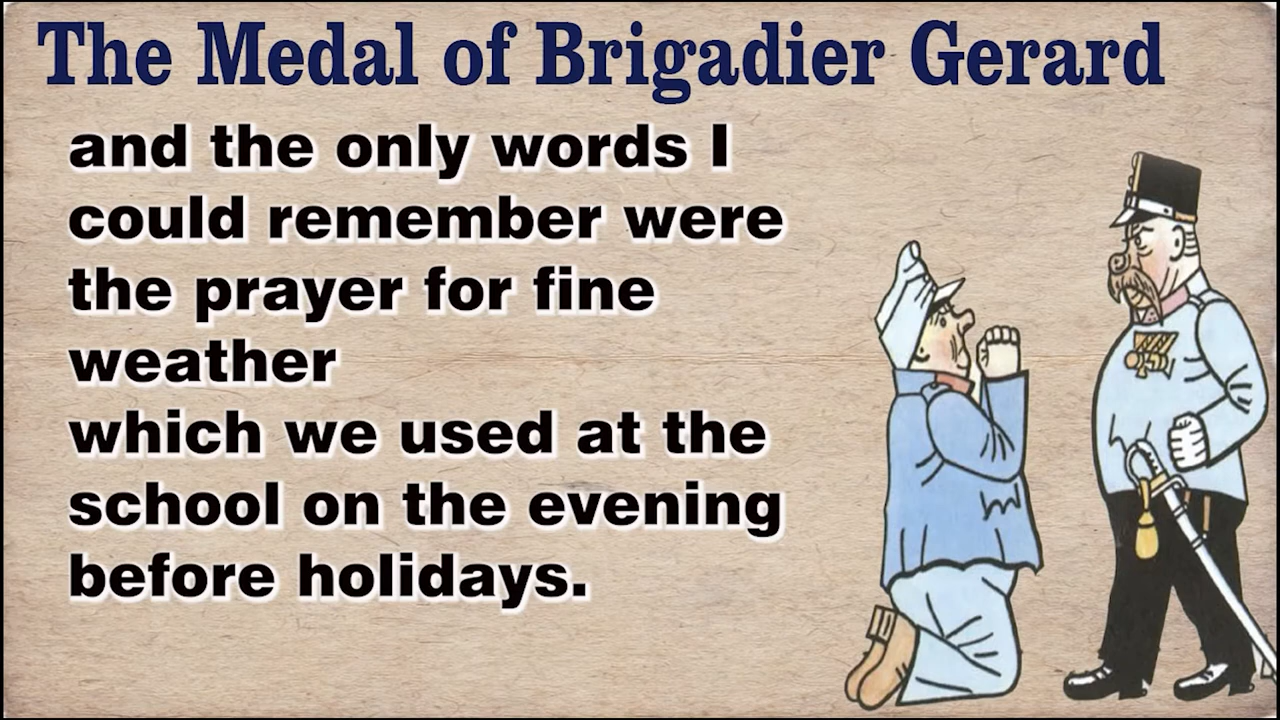 The Medal of Brigadier Gerard
and the only words I
could remember were
the prayer for fine
weather
which we used at the
school on the evening
before holidays.